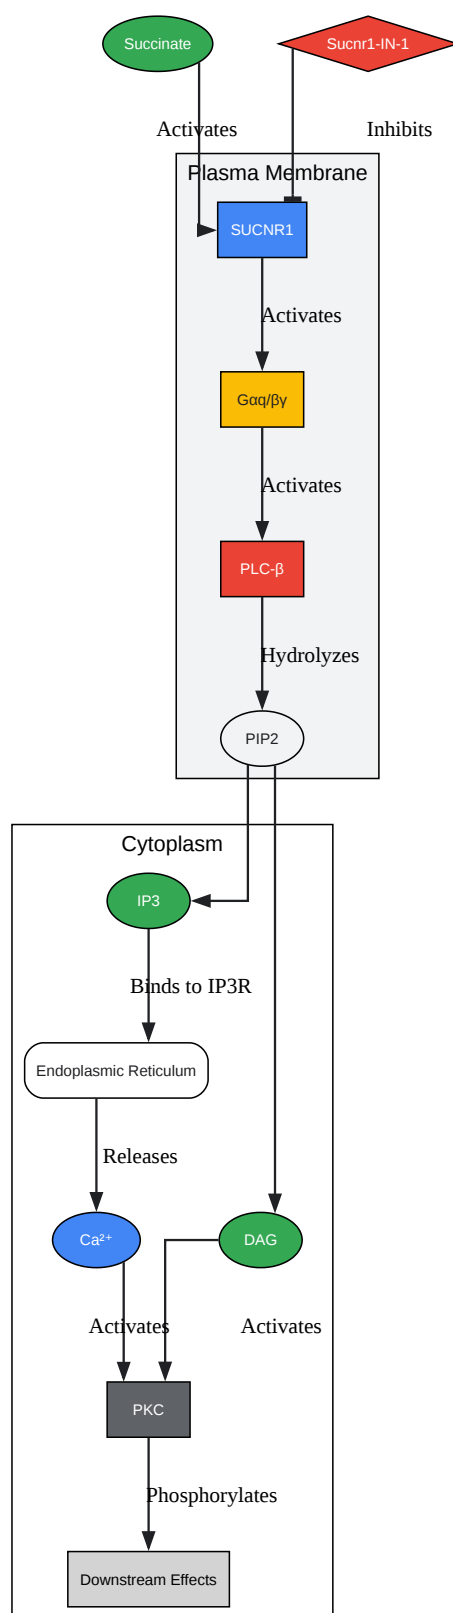 Succinate
Sucnr1-IN-1
Activates
Inhibits
Plasma Membrane
SUCNR1
Activates
Gαq/βγ
Activates
PLC-β
Hydrolyzes
PIP2
Cytoplasm
IP3
Binds to IP3R
Endoplasmic Reticulum
Releases
Ca²⁺
DAG
Activates
Activates
PKC
Phosphorylates
Downstream Effects